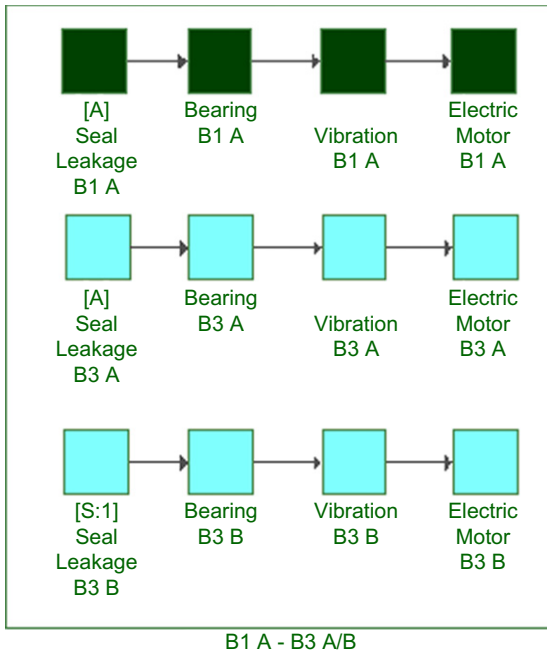 [A]
Seal
Leakage
B1 A
Bearing
B1 A
Vibration
B1 A
Electric
Motor
B1 A
[A]
Seal
Leakage
B3 A
Bearing
B3 A
Vibration
B3 A
Electric
Motor
B3 A
[S:1]
Seal
Leakage
B3 B
Bearing
B3 B
Vibration
B3 B
Electric
Motor
B3 B
B1 A - B3 A/B